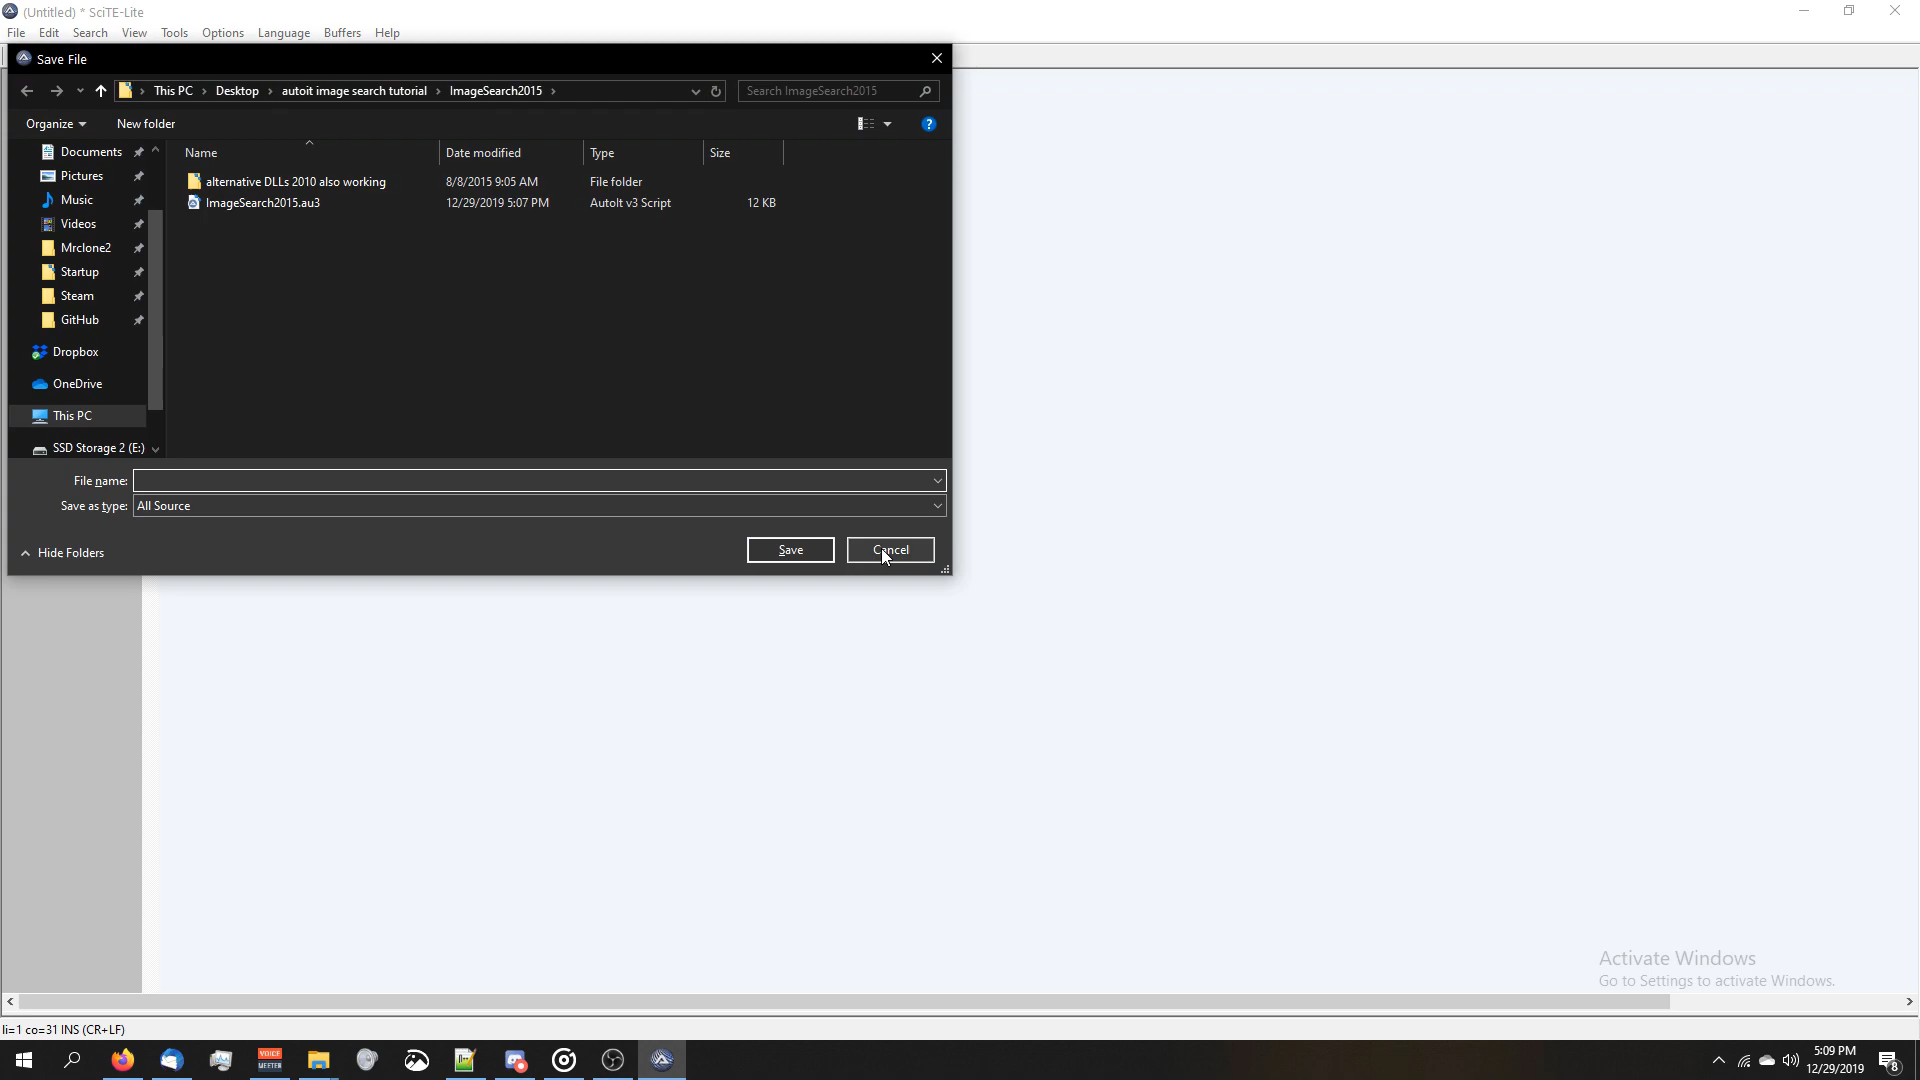 (Untitled) * SciTE-Lite
File Edit Search View Tools Options Language Buffers Help
Save File
This PC › Desktop › autoit image search tutorial › ImageSearch2015 ›
Search ImageSearch2015
Organize New folder
?
Name Date modified Type Size
Documents
Pictures
Music
Videos
Mrclone2
Startup
Steam
GitHub
Dropbox
OneDrive
This PC
SSD Storage 2 (E:)
alternative DLLs 2010 also working 8/8/2015 9:05 AM File folder
ImageSearch2015.au3 12/29/2019 5:07 PM AutoIt v3 Script 12 KB
File name:
Save as type: All Source
Hide Folders
Save Cancel
Activate Windows
Go to Settings to activate Windows.
li=1 co=31 INS (CR+LF)
VOICE
MEETER
5:09 PM
12/29/2019
8